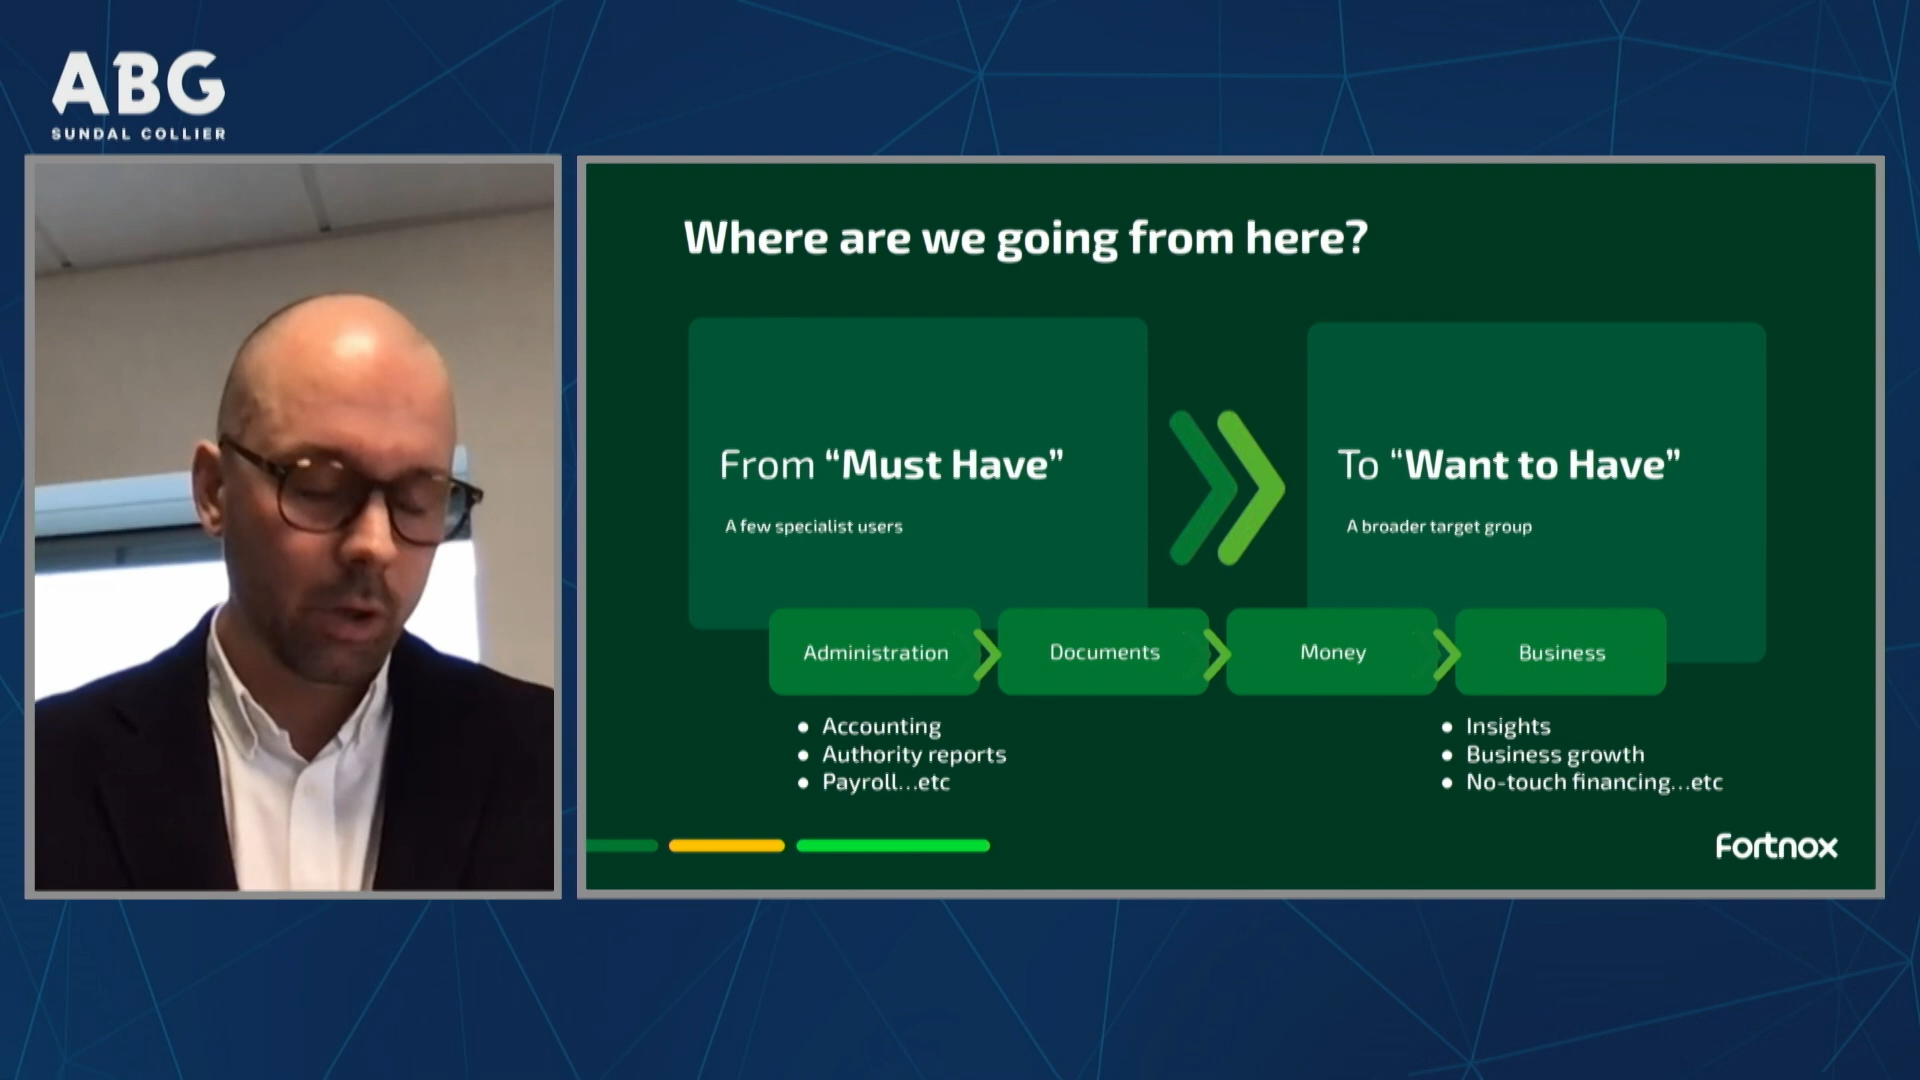 ABG
SUNDAL COLLIER
Where are we going from here?
From “Must Have”
A few specialist users
To “Want to Have”
A broader target group
Administration
Documents
Money
Business
• Accounting
• Authority reports
• Payroll...etc
• Insights
• Business growth
• No-touch financing...etc
Fortnox